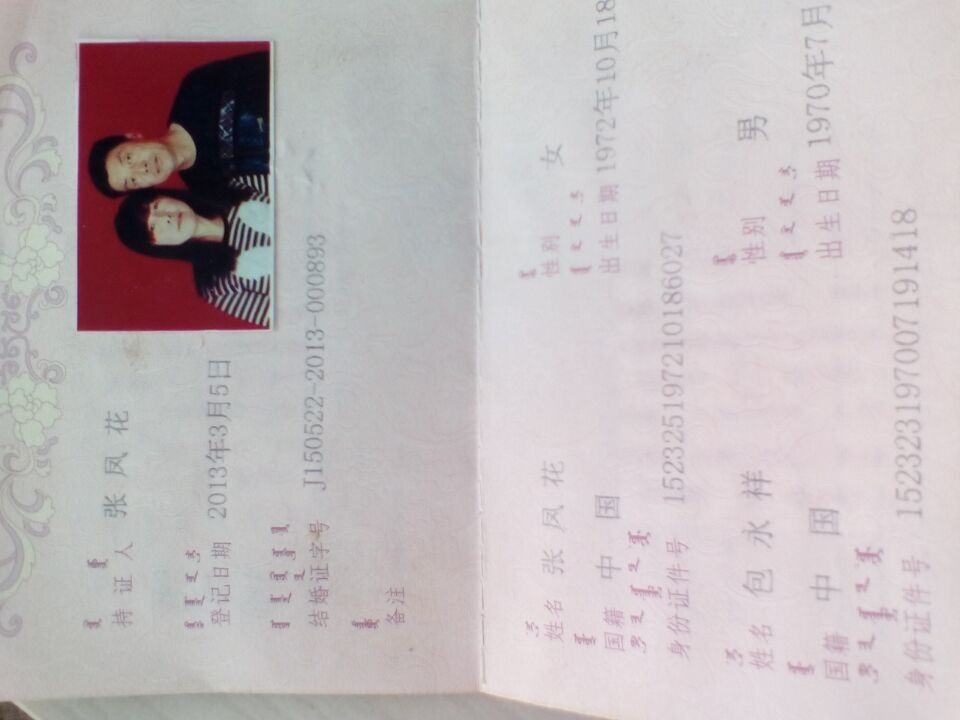 持证人 张凤花
登记日期 2013年3月5日
结婚证字号 J150522-2013-000893
备注
姓名 张凤花 性别 女
国籍 中国 出生日期 1972年10月18
身份证件号 152325197210186027
姓名 包永祥 性别 男
国籍 中国 出生日期 1970年7月
身份证件号 152323197007191418